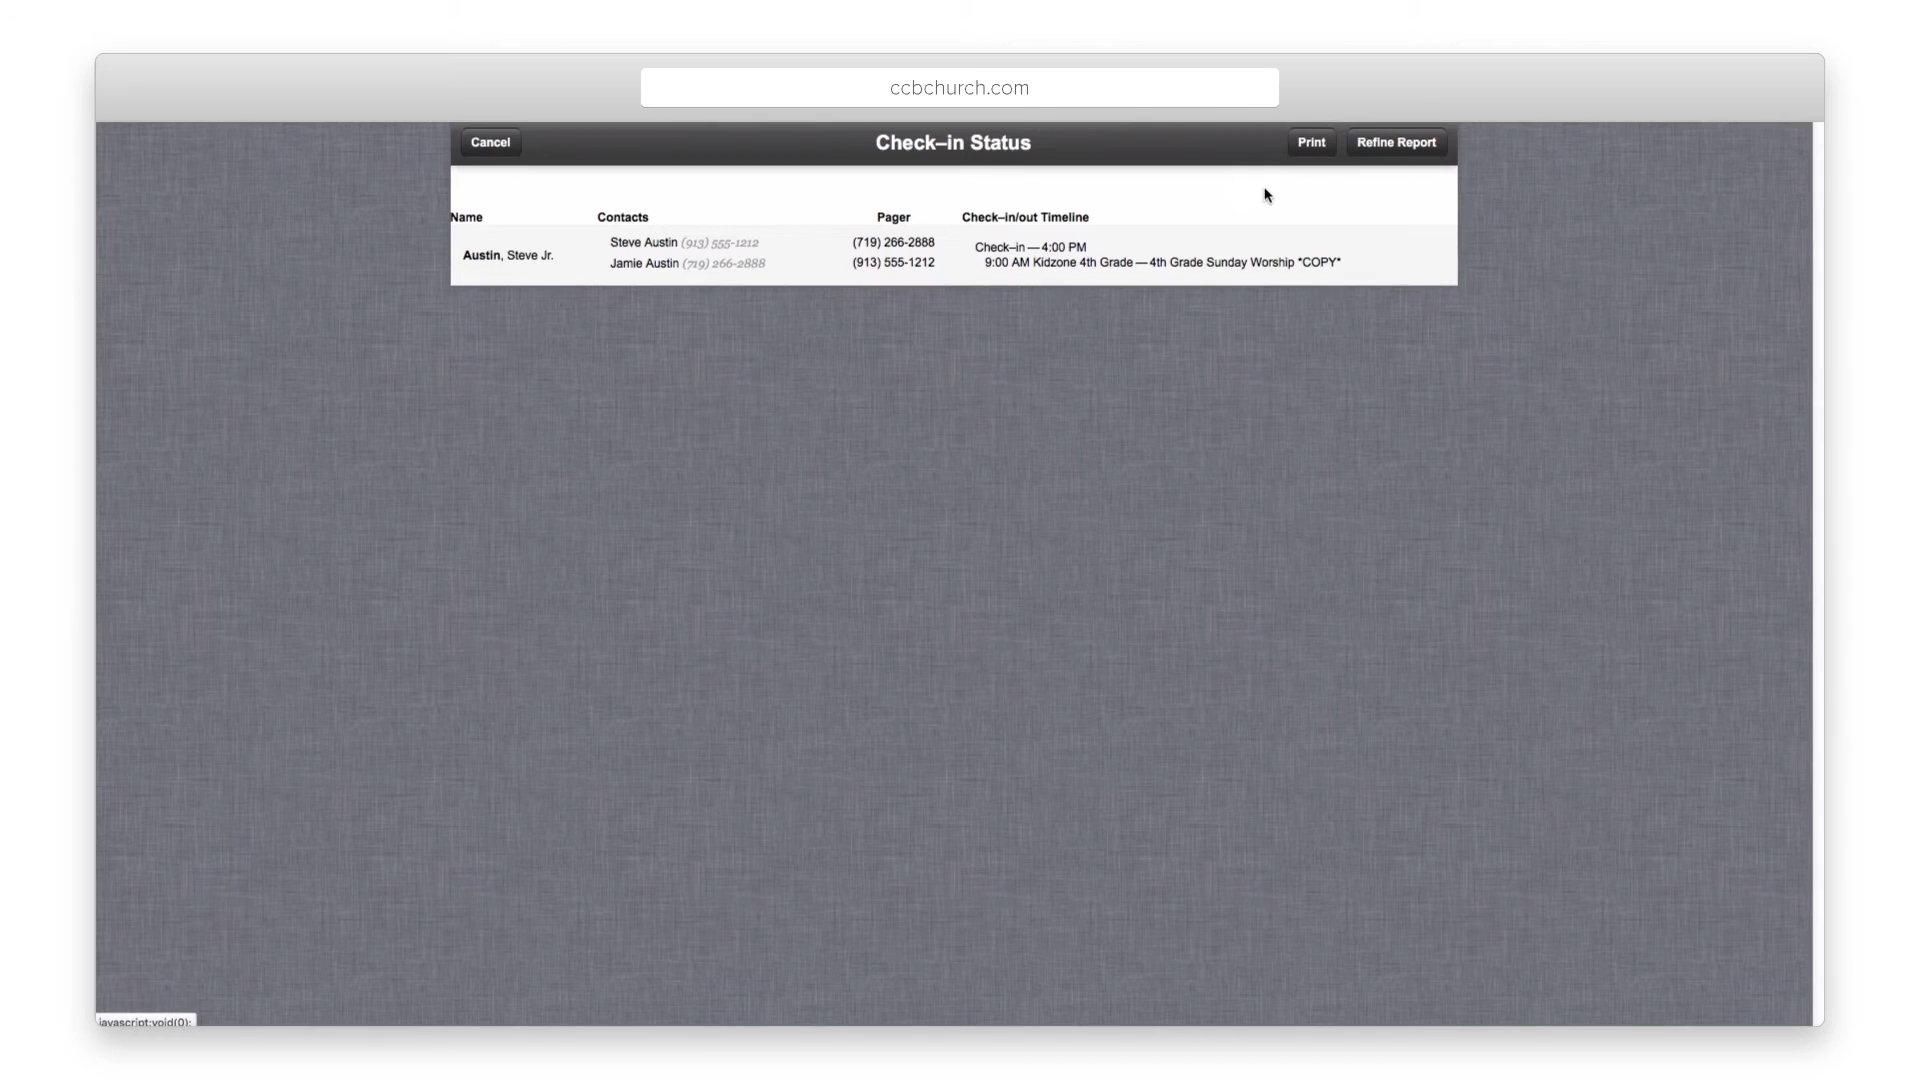 ccbchurch.com
Cancel Check–in Status Print Refine Report
Name Contacts Pager Check–in/out Timeline
Austin, Steve Jr.
Steve Austin (913) 555-1212
Jamie Austin (719) 266-2888
(719) 266-2888
(913) 555-1212
Check–in — 4:00 PM
9:00 AM Kidzone 4th Grade — 4th Grade Sunday Worship *COPY*
javascript:void(0);